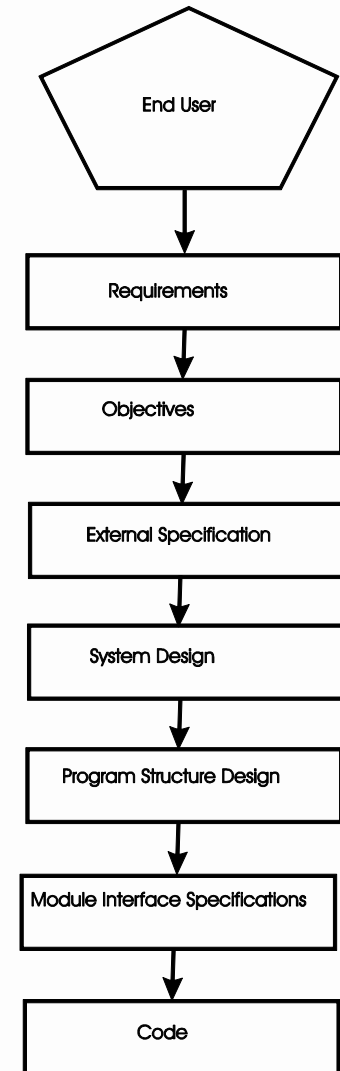 End User
Requirements
Objectives
External Specification
System Design
Program Structure Design
Module Interface Specifications
Code